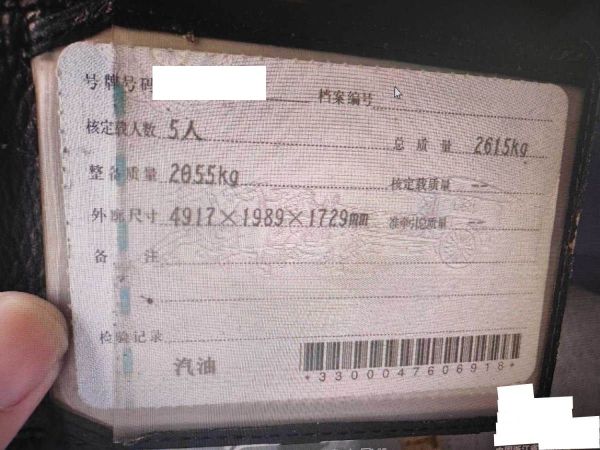 号牌号码 档案编号
核定载人数 5人 总质量 2615kg
整备质量 2055kg 核定载质量 --
外廓尺寸 4917×1989×1729mm 准牵引总质量 --
备注
检验记录
汽油
*3300047606918*